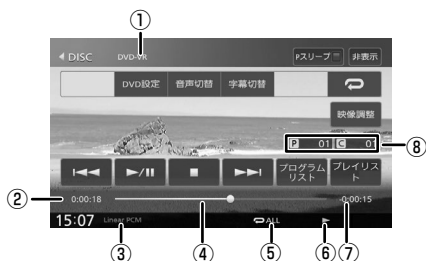 ①
◀ DISC DVD-VR Pスリープ 非表示
DVD設定 音声切替 字幕切替
映像調整
P 01 C 01 ⑧
プログラムリスト プレイリスト
② 0:00:18 -0:00:15
15:07 Linear PCM ALL
③ ④ ⑤ ⑥ ⑦